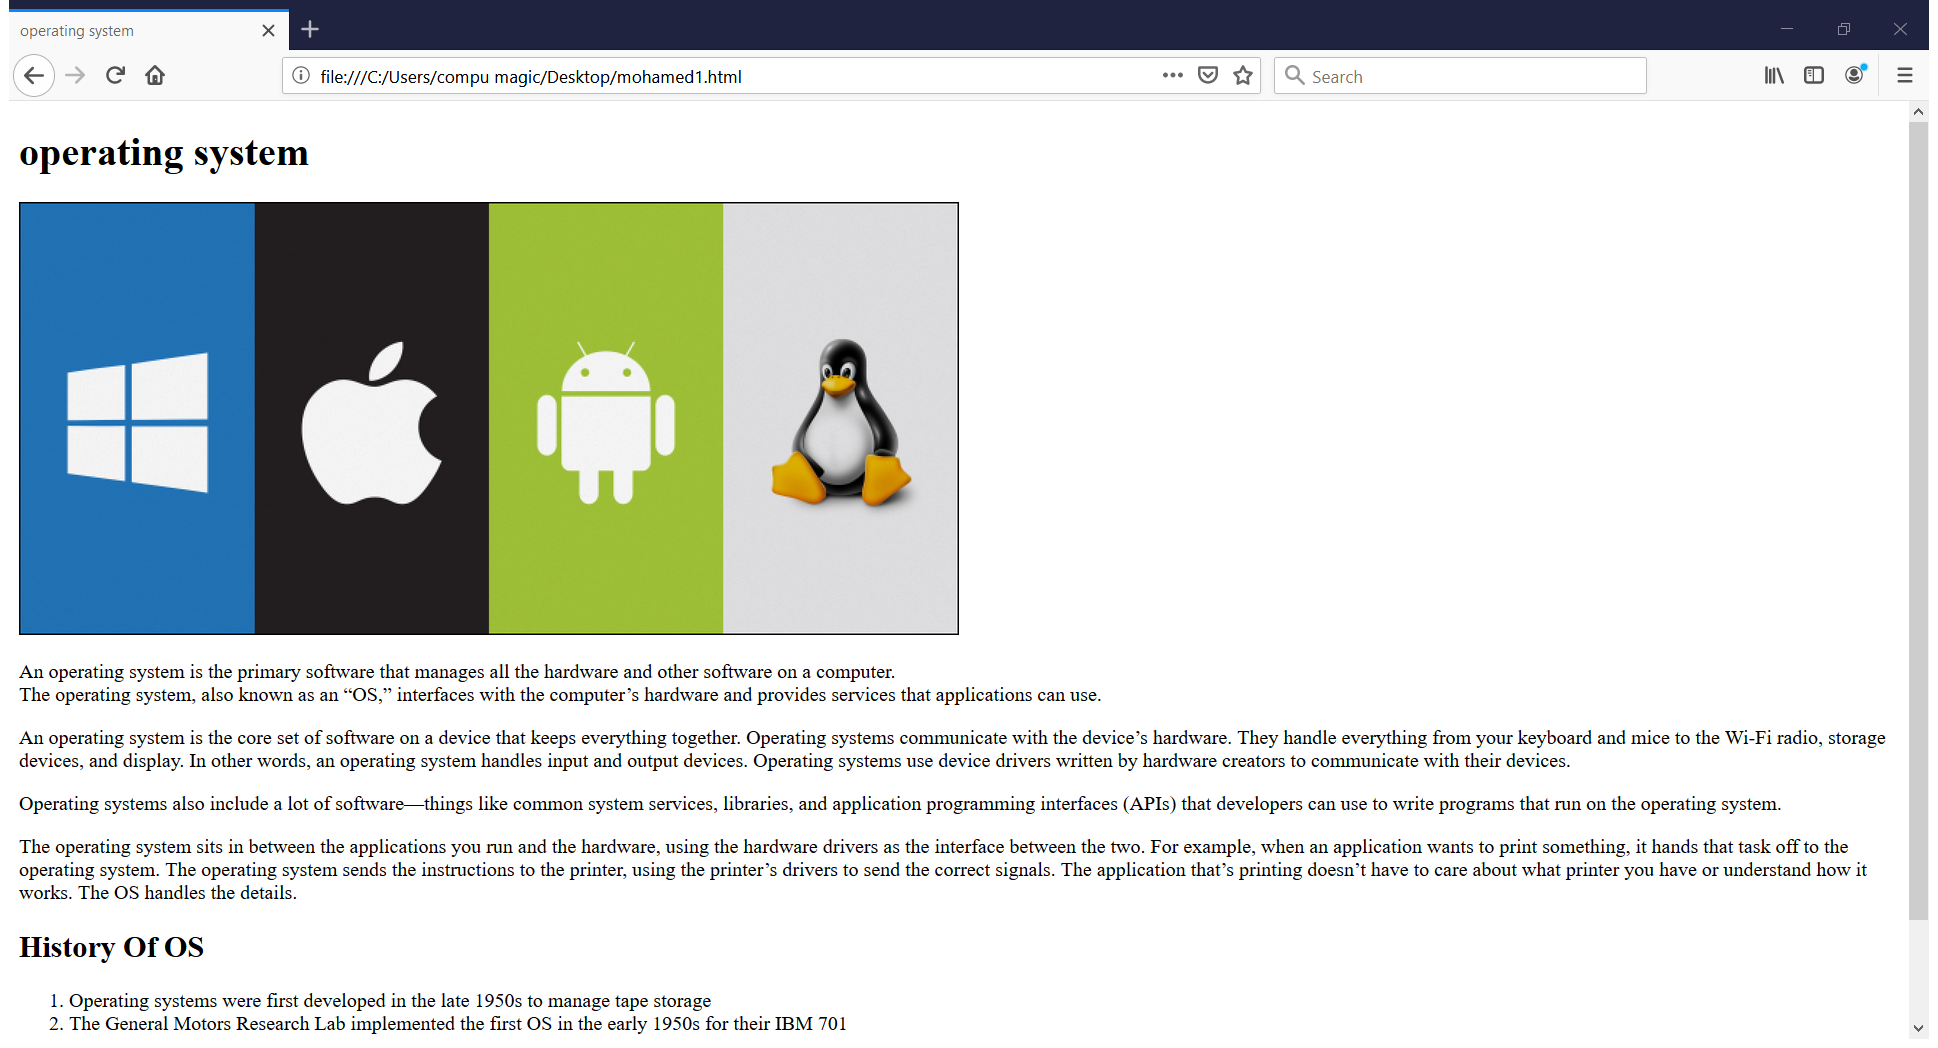 operating system
file:///C:/Users/compu magic/Desktop/mohamed1.html
Search
operating system
An operating system is the primary software that manages all the hardware and other software on a computer.
The operating system, also known as an “OS,” interfaces with the computer’s hardware and provides services that applications can use.
An operating system is the core set of software on a device that keeps everything together. Operating systems communicate with the device’s hardware. They handle everything from your keyboard and mice to the Wi-Fi radio, storage
devices, and display. In other words, an operating system handles input and output devices. Operating systems use device drivers written by hardware creators to communicate with their devices.
Operating systems also include a lot of software—things like common system services, libraries, and application programming interfaces (APIs) that developers can use to write programs that run on the operating system.
The operating system sits in between the applications you run and the hardware, using the hardware drivers as the interface between the two. For example, when an application wants to print something, it hands that task off to the
operating system. The operating system sends the instructions to the printer, using the printer’s drivers to send the correct signals. The application that’s printing doesn’t have to care about what printer you have or understand how it
works. The OS handles the details.
History Of OS
1. Operating systems were first developed in the late 1950s to manage tape storage
2. The General Motors Research Lab implemented the first OS in the early 1950s for their IBM 701